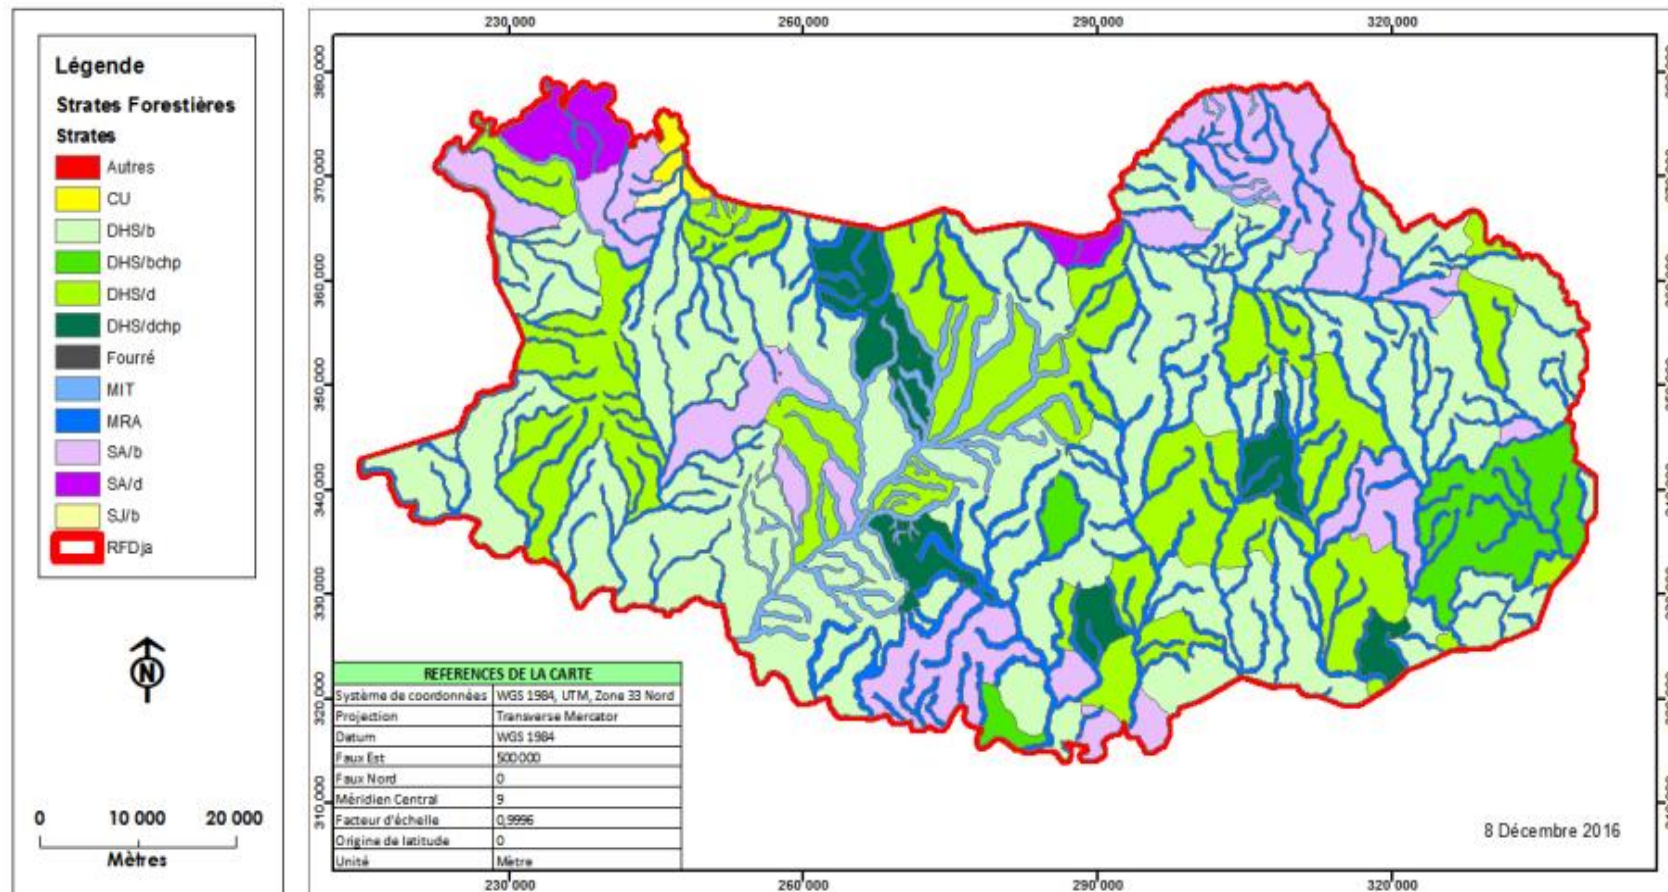 Légende
Strates Forestières
Strates
Autres
CU
DHS/b
DHS/bchp
DHS/d
DHS/dchp
Fourré
MIT
MRA
SA/b
SA/d
SJ/b
RFDja
N
0 10 000 20 000
Mètres
230,000 260,000 290,000 320,000
380,000
370,000
360,000
350,000
340,000
330,000
320,000
310,000
REFERENCES DE LA CARTE
Système de coordonnées WGS 1984, UTM, Zone 33 Nord
Projection Transverse Mercator
Datum WGS 1984
Faux Est 500000
Faux Nord 0
Méridien Central 9
Facteur d'échelle 0,9996
Origine de latitude 0
Unité Mètre
8 Décembre 2016
230,000 260,000 290,000 320,000